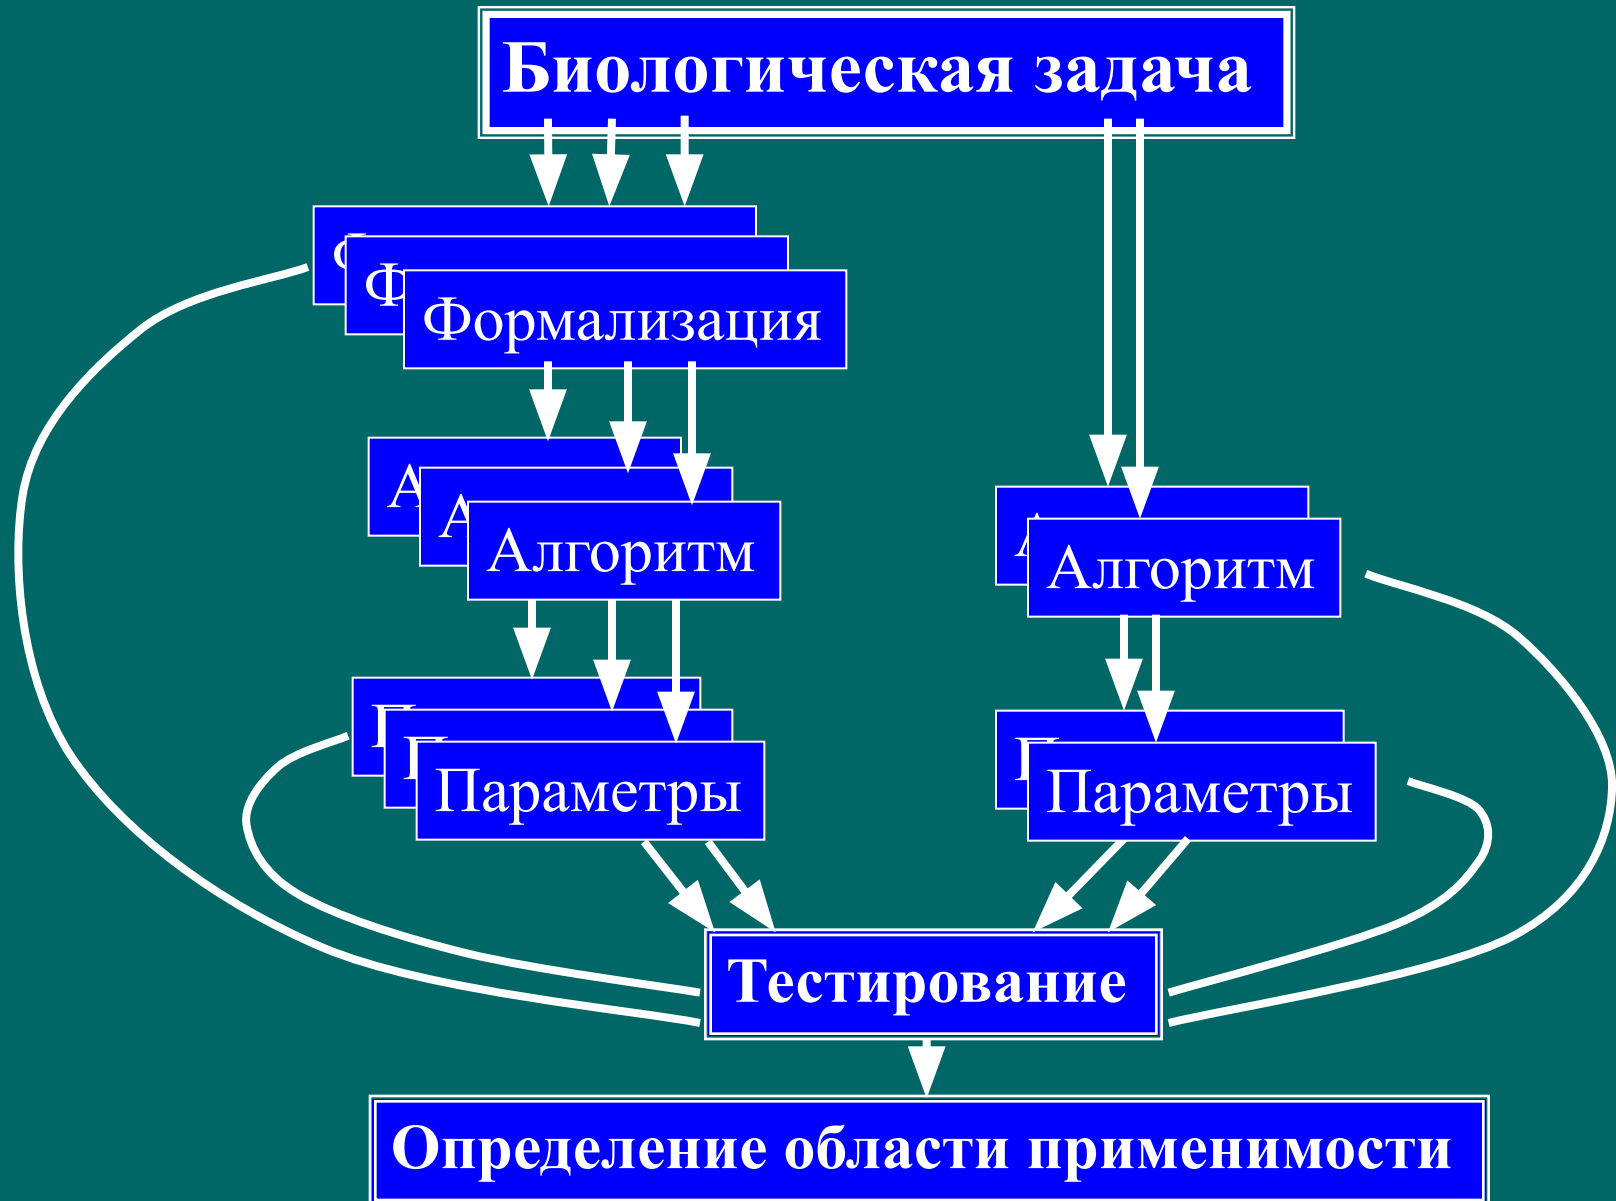 Биологическая задача
Ф
Ф
Формализация
А
А
Алгоритм
А
Алгоритм
П
П
Параметры
П
Параметры
Тестирование
Определение области применимости